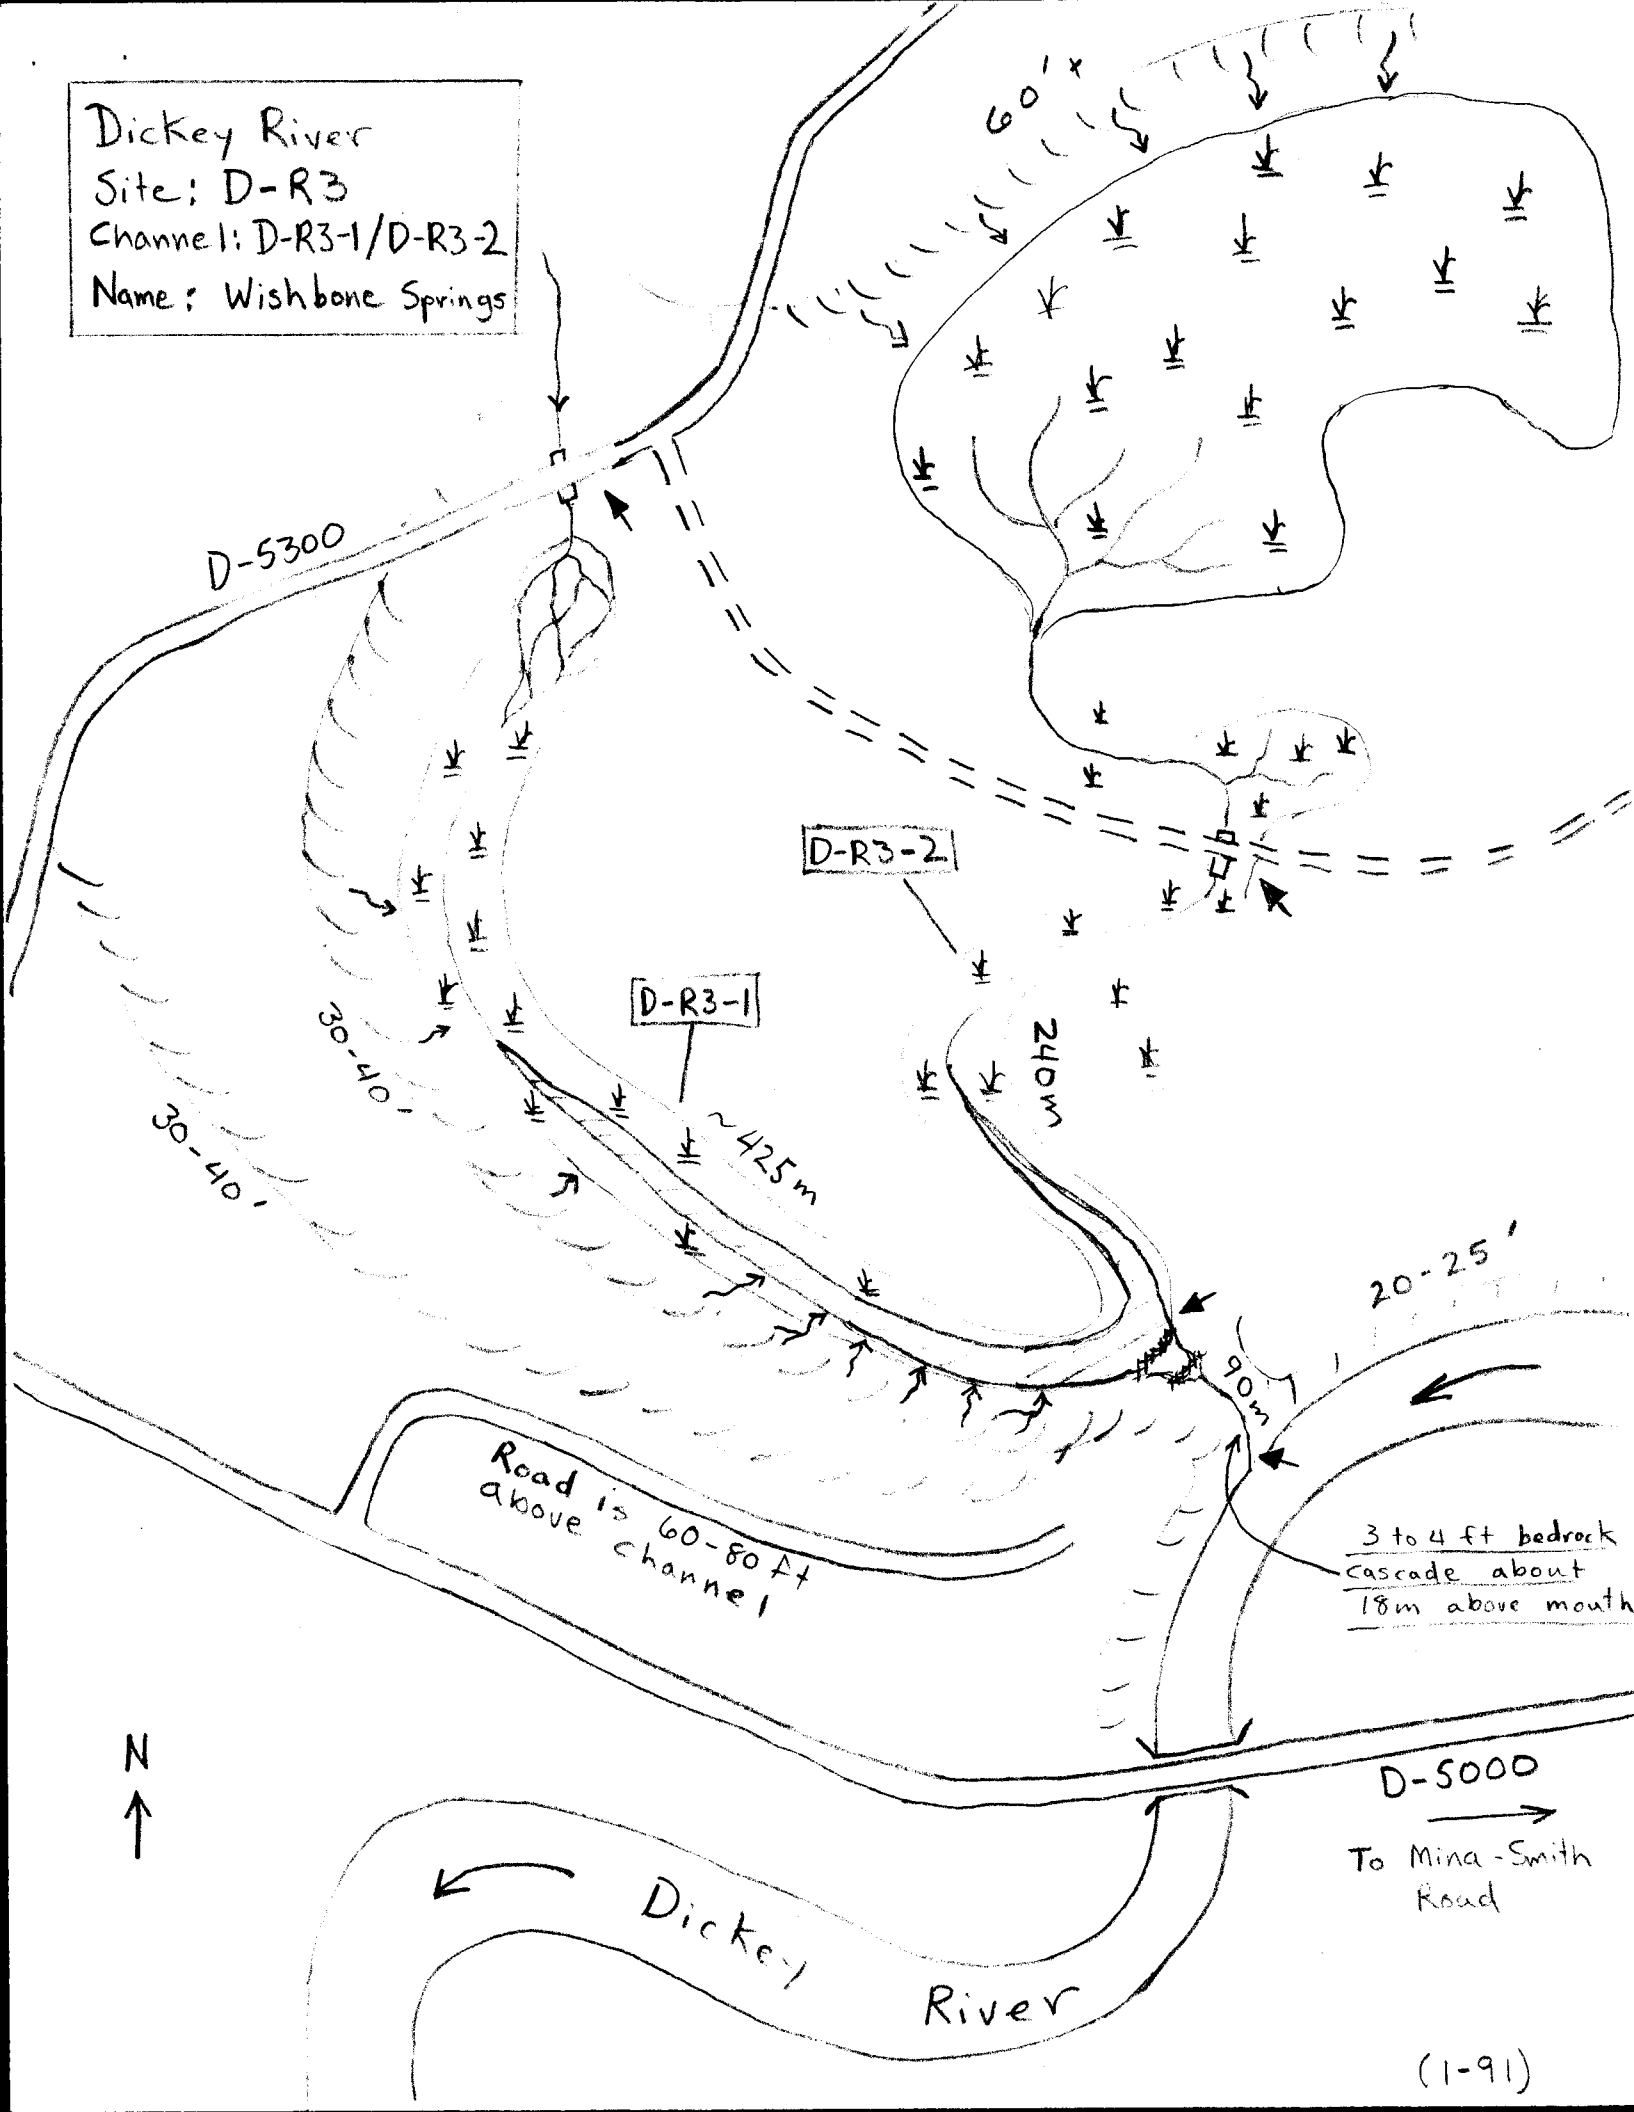 Dickey River
Site: D-R3
Channel: D-R3-1/D-R3-2
Name: Wishbone Springs
60'+
D-5300
D-R3-2
D-R3-1
240m
30-40'
30-40'
~425m
20-25'
90m
Road is 60-80 ft
above channel
3 to 4 ft bedrock
cascade about
18m above mouth
N
D-5000
To Mina-Smith
Road
Dickey River
(1-91)